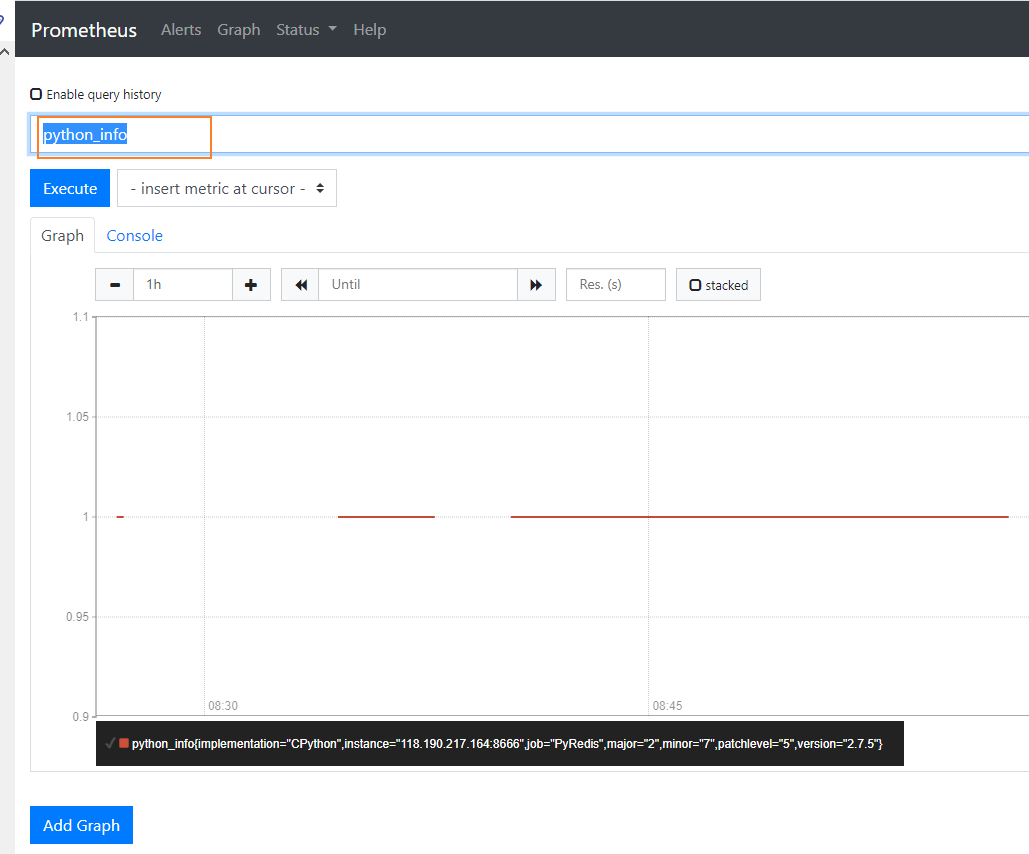 Prometheus Alerts Graph Status Help
Enable query history
python_info
Execute - insert metric at cursor -
Graph Console
1h Until Res. (s) stacked
1.1
1.05
1
0.95
08:30 08:45
0.9
python_info{implementation="CPython",instance="118.190.217.164:8666",job="PyRedis",major="2",minor="7",patchlevel="5",version="2.7.5"}
Add Graph